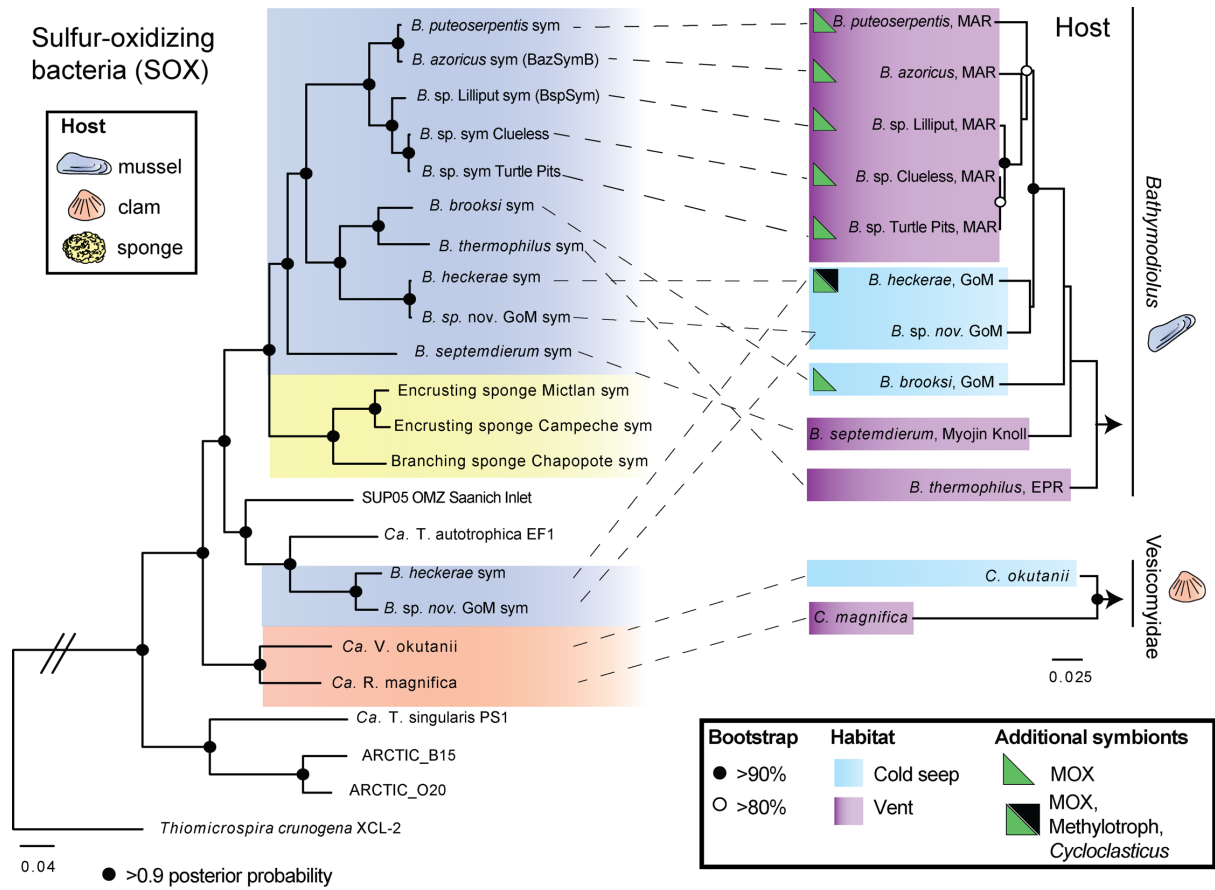 Sulfur-oxidizing
bacteria (SOX)
Host
mussel
clam
sponge
B. puteoserpentis sym
B. azoricus sym (BazSymB)
B. sp. Lilliput sym (BspSym)
B. sp. sym Clueless
B. sp. sym Turtle Pits
B. brooksi sym
B. thermophilus sym
B. heckerae sym
B. sp. nov. GoM sym
B. septemdierum sym
Encrusting sponge Mictlan sym
Encrusting sponge Campeche sym
Branching sponge Chapopote sym
SUP05 OMZ Saanich Inlet
Ca. T. autotrophica EF1
B. heckerae sym
B. sp. nov. GoM sym
Ca. V. okutanii
Ca. R. magnifica
Ca. T. singularis PS1
ARCTIC_B15
ARCTIC_O20
Thiomicrospira crunogena XCL-2
0.04
>0.9 posterior probability
Host
B. puteoserpentis, MAR
B. azoricus, MAR
B. sp. Lilliput, MAR
B. sp. Clueless, MAR
B. sp. Turtle Pits, MAR
B. heckerae, GoM
B. sp. nov. GoM
B. brooksi, GoM
B. septemdierum, Myojin Knoll
B. thermophilus, EPR
Bathymodiolus
C. okutanii
C. magnifica
Vesicomyidae
0.025
Bootstrap
>90%
>80%
Habitat
Cold seep
Vent
Additional symbionts
MOX
MOX,
Methylotroph,
Cycloclasticus